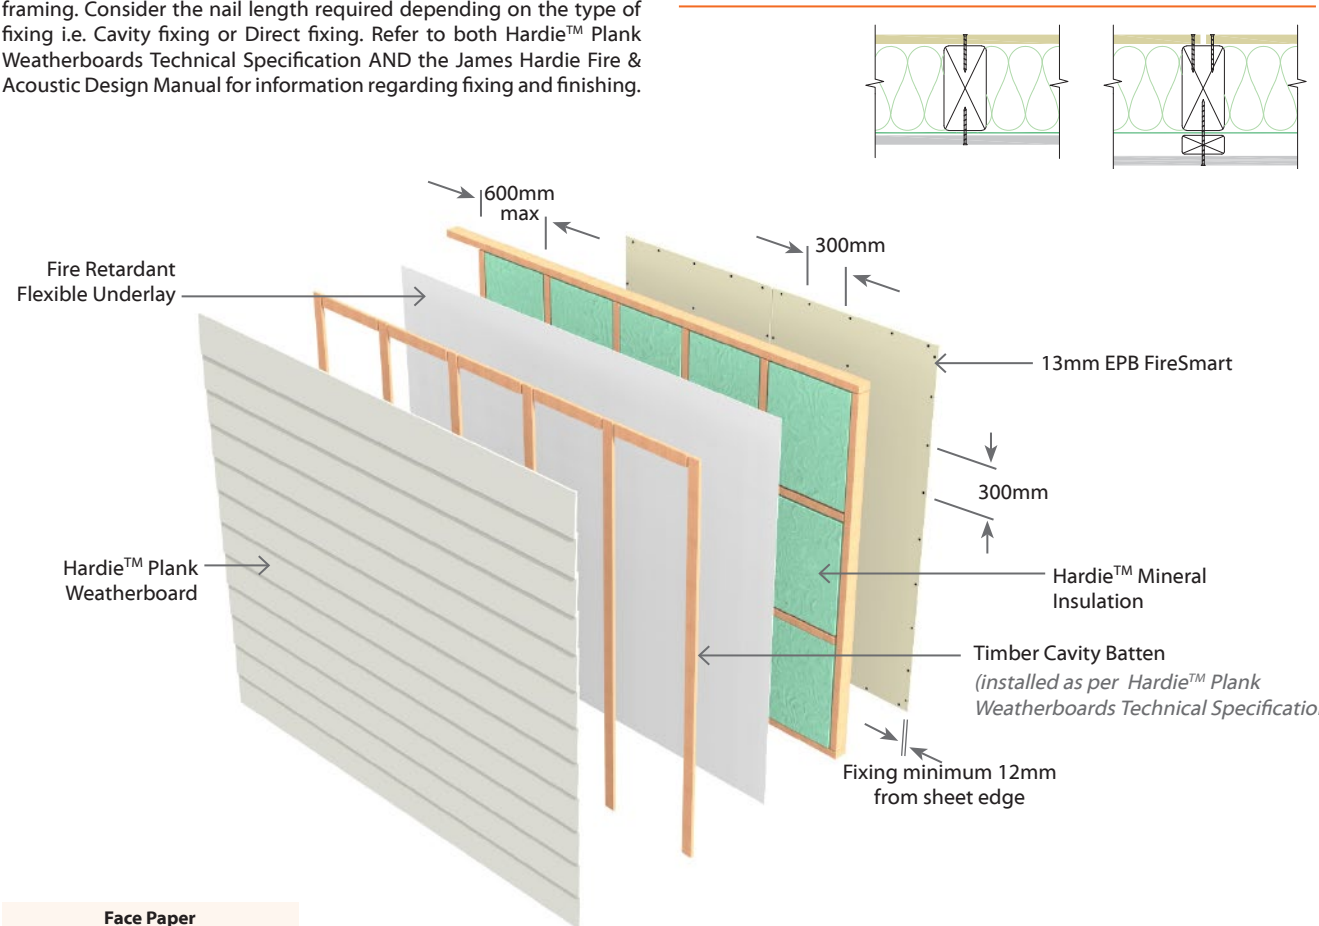 framing. Consider the nail length required depending on the type of
fixing i.e. Cavity fixing or Direct fixing. Refer to both Hardie™ Plank
Weatherboards Technical Specification AND the James Hardie Fire &
Acoustic Design Manual for information regarding fixing and finishing.
600mm
max
300mm
Fire Retardant
Flexible Underlay
13mm EPB FireSmart
300mm
Hardie™ Plank
Weatherboard
Hardie™ Mineral
Insulation
Timber Cavity Batten
(installed as per Hardie™ Plank
Weatherboards Technical Specificatio
Fixing minimum 12mm
from sheet edge
Face Paper